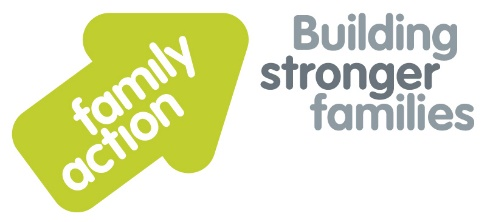 family
action
Building
stronger
families